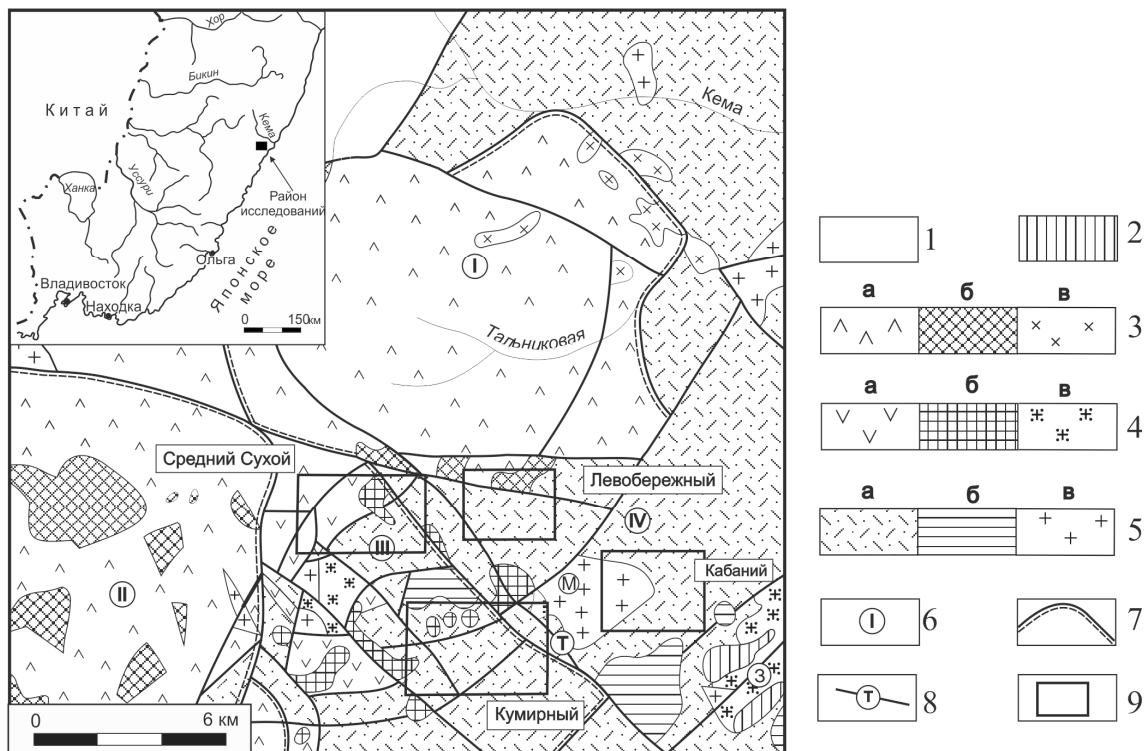 Хор
Бикин
Китай
Кема
Уссури
Ханка
Район
исследований
Ольга
Японское
море
Владивосток
Находка
0 150км
Кема
I
Тальниковая
Средний Сухой
Левобережный
IV
III
II
М
Кабаний
Т
З
Кумирный
0 6 км
1
2
а б в
3
а б в
4
а б в
5
I 6
7
Т 8
9